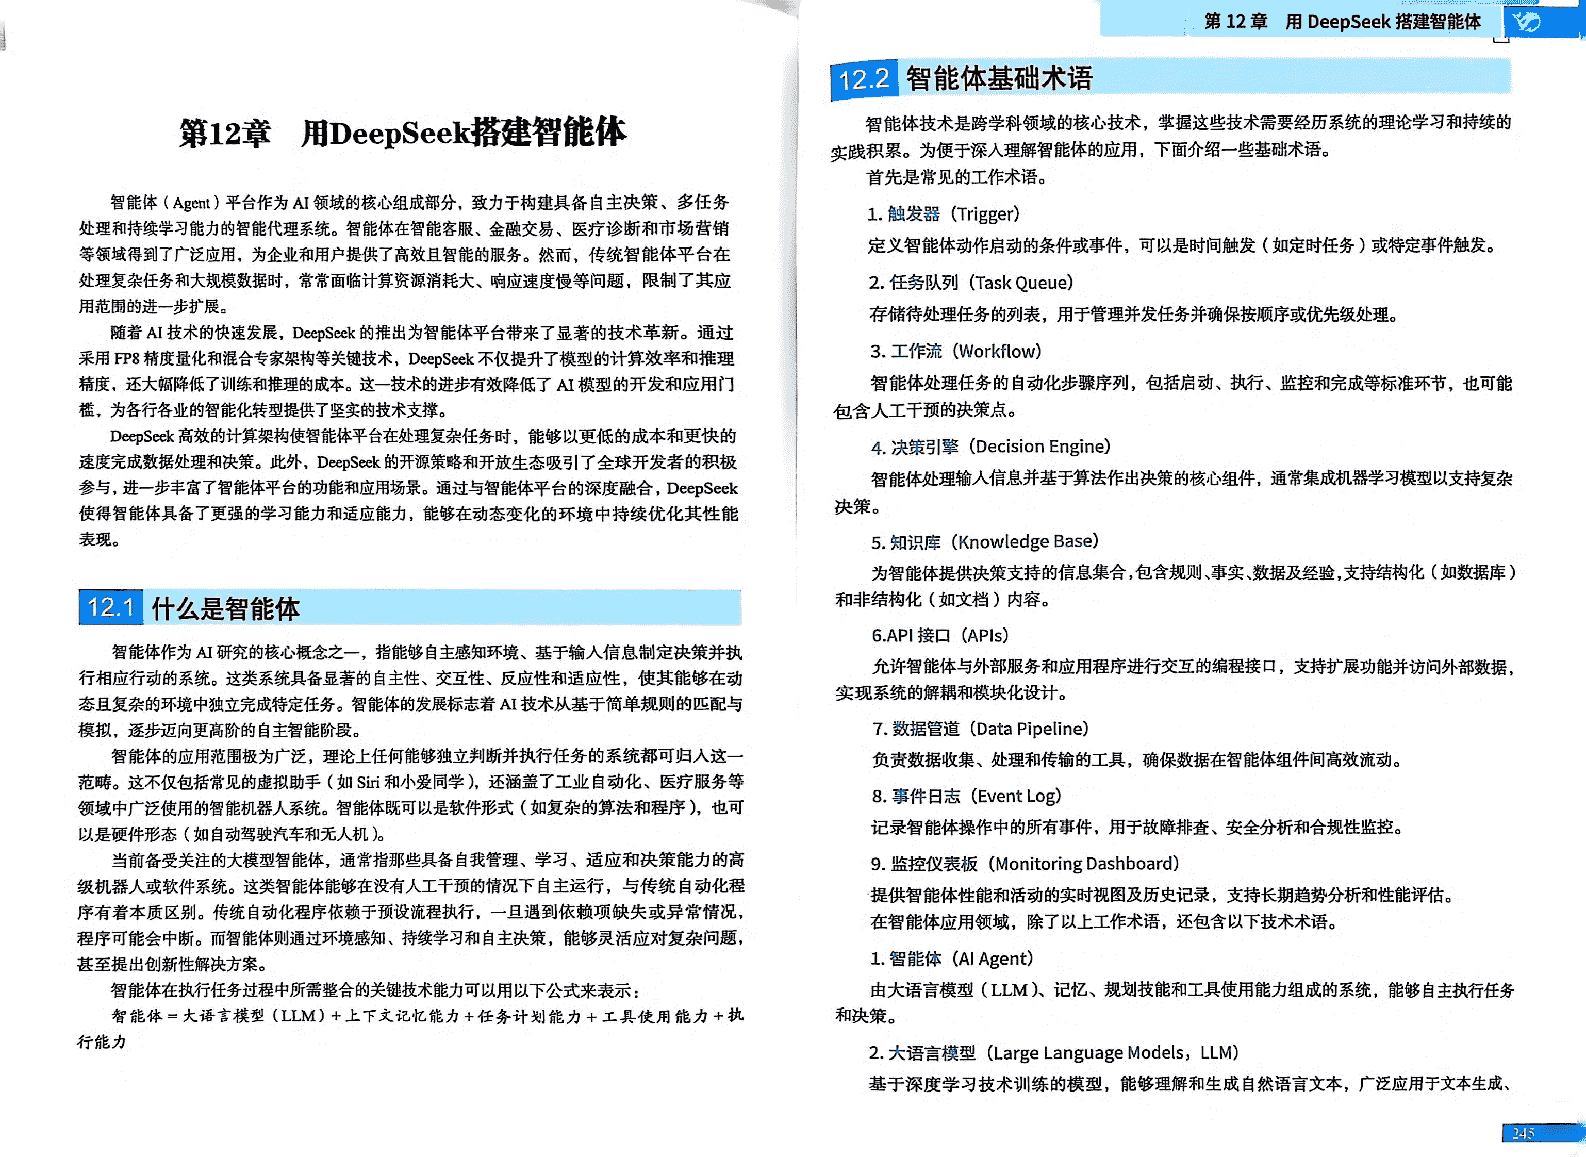 第12章 用DeepSeek搭建智能体
智能体（Agent）平台作为 AI 领域的核心组成部分，致力于构建具备自主决策、多任务
处理和持续学习能力的智能代理系统。智能体在智能客服、金融交易、医疗诊断和市场营销
等领域得到了广泛应用，为企业和用户提供了高效且智能的服务。然而，传统智能体平台在
处理复杂任务和大规模数据时，常常面临计算资源消耗大、响应速度慢等问题，限制了其应
用范围的进一步扩展。
随着 AI 技术的快速发展，DeepSeek 的推出为智能体平台带来了显著的技术革新。通过
采用 FP8 精度量化和混合专家架构等关键技术，DeepSeek 不仅提升了模型的计算效率和推理
精度，还大幅降低了训练和推理的成本。这一技术的进步有效降低了 AI 模型的开发和应用门
槛，为各行各业的智能化转型提供了坚实的技术支撑。
DeepSeek 高效的计算架构使智能体平台在处理复杂任务时，能够以更低的成本和更快的
速度完成数据处理和决策。此外，DeepSeek 的开源策略和开放生态吸引了全球开发者的积极
参与，进一步丰富了智能体平台的功能和应用场景。通过与智能体平台的深度融合，DeepSeek
使得智能体具备了更强的学习能力和适应能力，能够在动态变化的环境中持续优化其性能
表现。
12.1 什么是智能体
智能体作为 AI 研究的核心概念之一，指能够自主感知环境、基于输入信息制定决策并执
行相应行动的系统。这类系统具备显著的自主性、交互性、反应性和适应性，使其能够在动
态且复杂的环境中独立完成特定任务。智能体的发展标志着 AI 技术从基于简单规则的匹配与
模拟，逐步迈向更高阶的自主智能阶段。
智能体的应用范围极为广泛，理论上任何能够独立判断并执行任务的系统都可归入这一
范畴。这不仅包括常见的虚拟助手（如 Siri 和小爱同学），还涵盖了工业自动化、医疗服务等
领域中广泛使用的智能机器人系统。智能体既可以是软件形式（如复杂的算法和程序），也可
以是硬件形态（如自动驾驶汽车和无人机）。
当前备受关注的大模型智能体，通常指那些具备自我管理、学习、适应和决策能力的高
级机器人或软件系统。这类智能体能够在没有人工干预的情况下自主运行，与传统自动化程
序有着本质区别。传统自动化程序依赖于预设流程执行，一旦遇到依赖项缺失或异常情况，
程序可能会中断。而智能体则通过环境感知、持续学习和自主决策，能够灵活应对复杂问题，
甚至提出创新性解决方案。
智能体在执行任务过程中所需整合的关键技术能力可以用以下公式来表示：
智能体＝大语言模型（LLM）＋上下文记忆能力＋任务计划能力＋工具使用能力＋执
行能力
第 12 章 用 DeepSeek 搭建智能体
12.2 智能体基础术语
智能体技术是跨学科领域的核心技术，掌握这些技术需要经历系统的理论学习和持续的
实践积累。为便于深入理解智能体的应用，下面介绍一些基础术语。
首先是常见的工作术语。
1. 触发器（Trigger）
定义智能体动作启动的条件或事件，可以是时间触发（如定时任务）或特定事件触发。
2. 任务队列（Task Queue）
存储待处理任务的列表，用于管理并发任务并确保按顺序或优先级处理。
3. 工作流（Workflow）
智能体处理任务的自动化步骤序列，包括启动、执行、监控和完成等标准环节，也可能
包含人工干预的决策点。
4. 决策引擎（Decision Engine）
智能体处理输入信息并基于算法作出决策的核心组件，通常集成机器学习模型以支持复杂
决策。
5. 知识库（Knowledge Base）
为智能体提供决策支持的信息集合，包含规则、事实、数据及经验，支持结构化（如数据库）
和非结构化（如文档）内容。
6.API 接口（APIs）
允许智能体与外部服务和应用程序进行交互的编程接口，支持扩展功能并访问外部数据，
实现系统的解耦和模块化设计。
7. 数据管道（Data Pipeline）
负责数据收集、处理和传输的工具，确保数据在智能体组件间高效流动。
8. 事件日志（Event Log）
记录智能体操作中的所有事件，用于故障排查、安全分析和合规性监控。
9. 监控仪表板（Monitoring Dashboard）
提供智能体性能和活动的实时视图及历史记录，支持长期趋势分析和性能评估。
在智能体应用领域，除了以上工作术语，还包含以下技术术语。
1. 智能体（AI Agent）
由大语言模型（LLM）、记忆、规划技能和工具使用能力组成的系统，能够自主执行任务
和决策。
2. 大语言模型（Large Language Models，LLM）
基于深度学习技术训练的模型，能够理解和生成自然语言文本，广泛应用于文本生成、
245